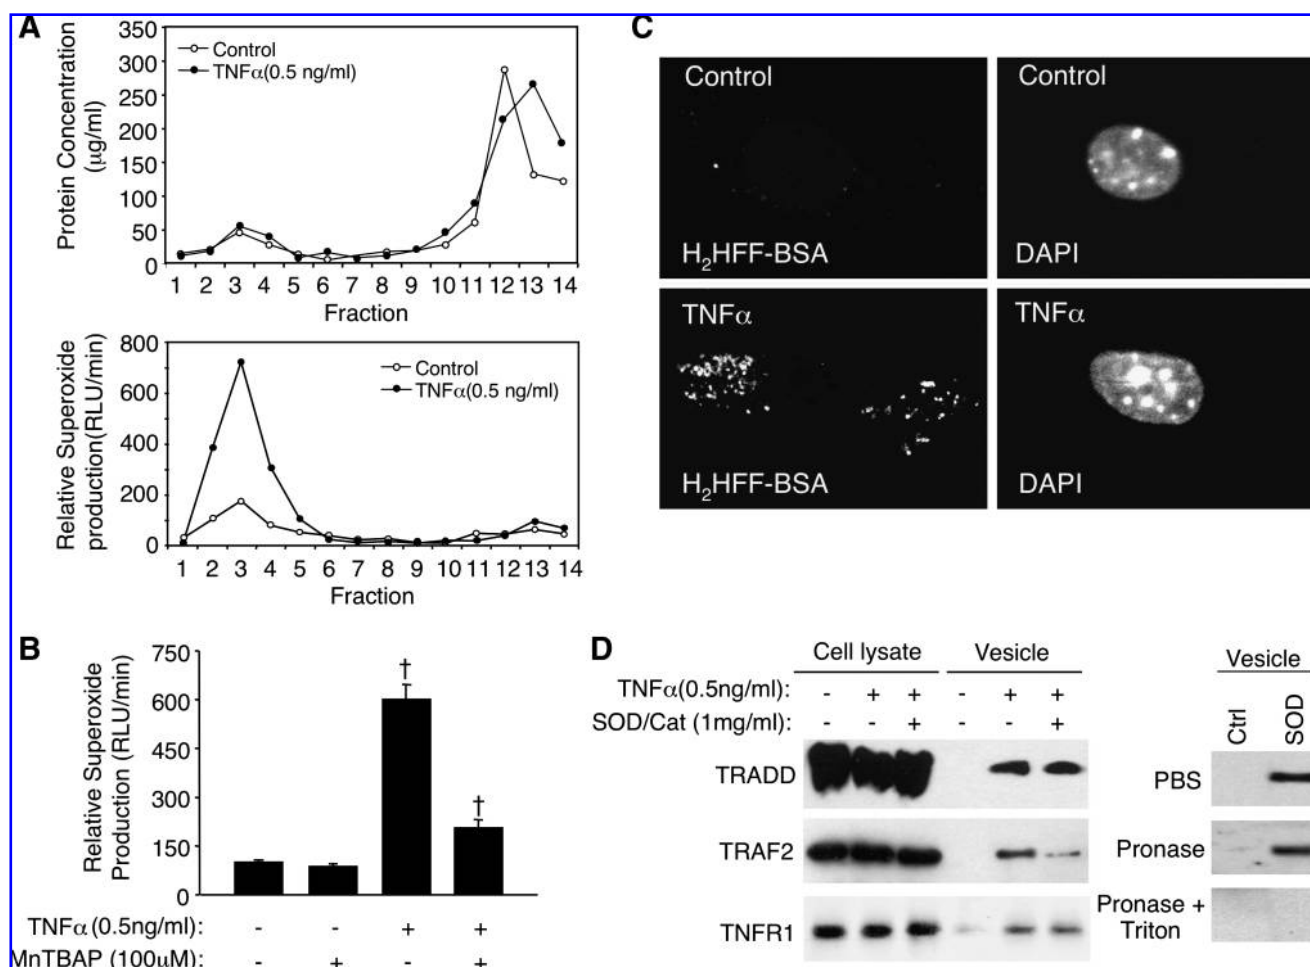 A
Protein Concentration
(μg/ml)
350
300
250
200
150
100
50
0
Control
TNFα(0.5 ng/ml)
1 2 3 4 5 6 7 8 9 10 11 12 13 14
Fraction
Relative Superoxide
production(RLU/min)
800
600
400
200
0
Control
TNFα(0.5 ng/ml)
1 2 3 4 5 6 7 8 9 10 11 12 13 14
Fraction
B
Relative Superoxide
Production (RLU/min)
750
600
450
300
150
0
† †
TNFα(0.5ng/ml): - - + +
MnTBAP (100μM): - + - +
C
Control
H₂HFF-BSA
Control
DAPI
TNFα
H₂HFF-BSA
TNFα
DAPI
D
Cell lysate Vesicle
TNFα(0.5ng/ml): - + + - + +
SOD/Cat (1mg/ml): - - + - - +
TRADD
TRAF2
TNFR1
Vesicle
Ctrl SOD
PBS
Pronase
Pronase +
Triton